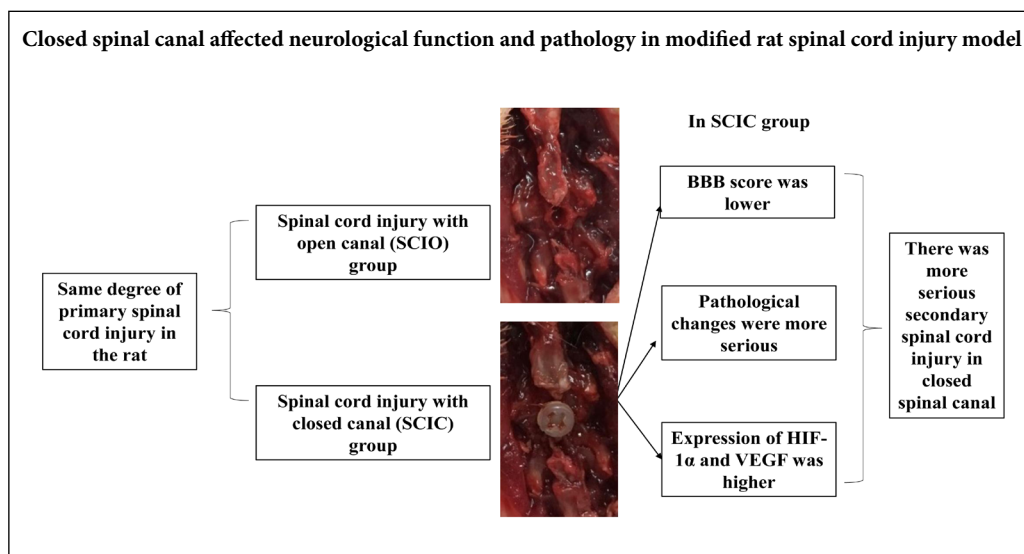 Closed spinal canal affected neurological function and pathology in modified rat spinal cord injury model
Same degree of
primary spinal
cord injury in
the rat
Spinal cord injury with
open canal (SCIO)
group
Spinal cord injury with
closed canal (SCIC)
group
In SCIC group
BBB score was
lower
Pathological
changes were more
serious
Expression of HIF-
1α and VEGF was
higher
There was
more
serious
secondary
spinal cord
injury in
closed
spinal canal